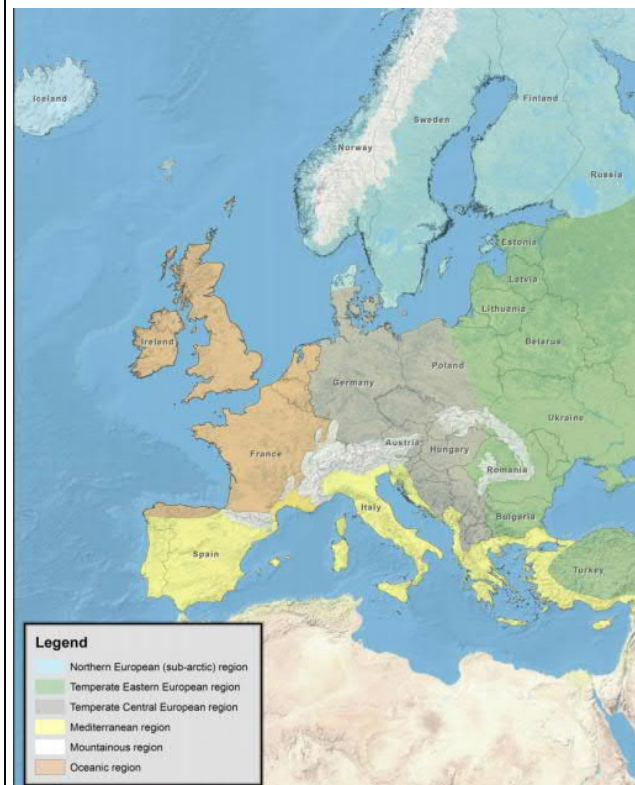 Iceland
Finland
Sweden
Norway
Russia
Estonia
Latvia
Lithuania
Ireland
Belarus
Poland
Germany
Ukraine
Austria
France
Hungary
Romania
Italy
Bulgaria
Spain
Turkey
Legend
Northern European (sub-arctic) region
Temperate Eastern European region
Temperate Central European region
Mediterranean region
Mountainous region
Oceanic region